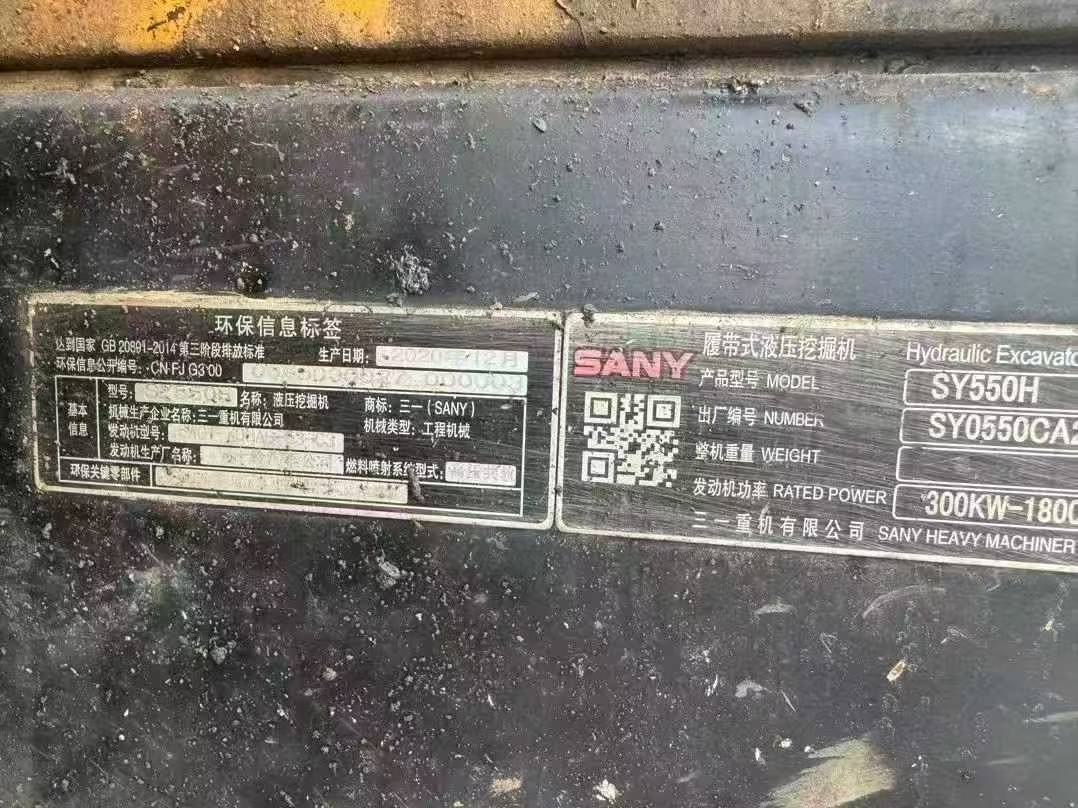 环保信息标签
达到国家 GB 20891-2014 第三阶段排放标准
生产日期: 2020年12月
环保信息公开编号: CN FJ G3 00
基本信息
型号:
名称: 液压挖掘机
商标: 三一(SANY)
机械生产企业名称: 三一重机有限公司
机械类型: 工程机械
发动机型号:
发动机生产厂名称:
燃料喷射系统型式:
环保关键零部件
SANY 履带式液压挖掘机 Hydraulic Excavato
产品型号 MODEL SY550H
出厂编号 NUMBER SY0550CA2
整机重量 WEIGHT
发动机功率 RATED POWER 300KW-1800
三一重机有限公司 SANY HEAVY MACHINER